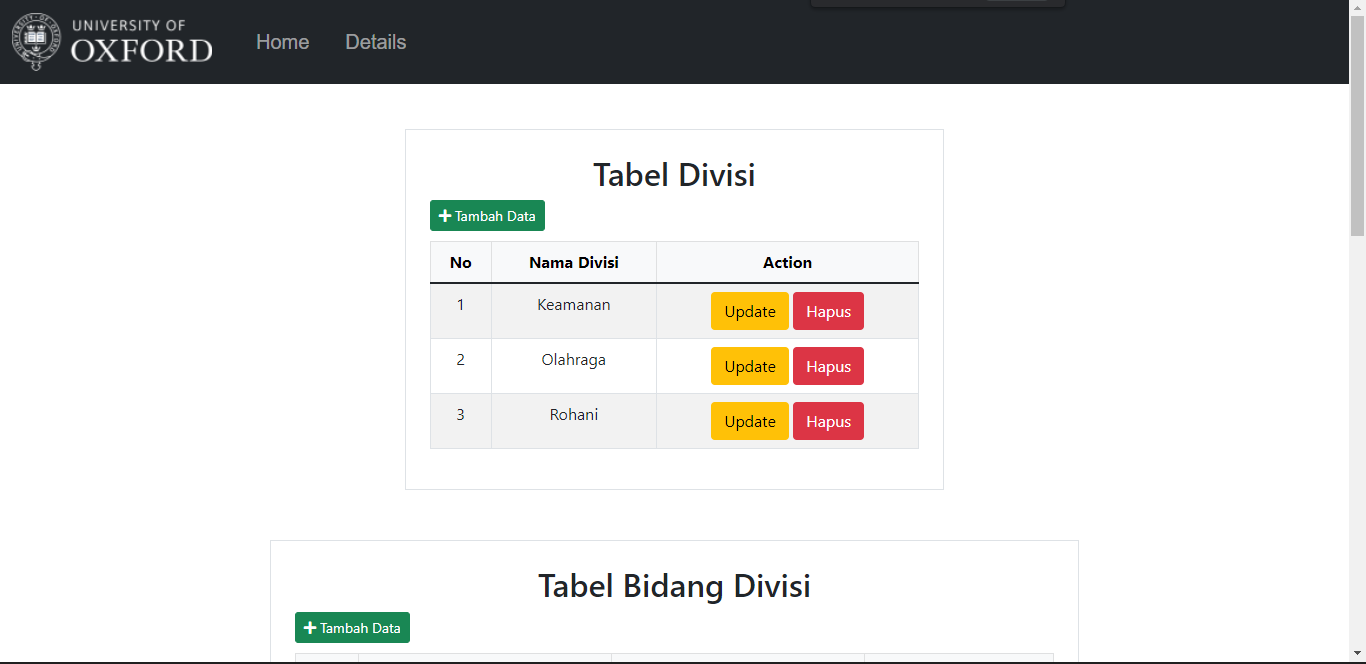 UNIVERSITY OF
OXFORD
Home Details
Tabel Divisi
Tambah Data
No Nama Divisi Action
1 Keamanan Update Hapus
2 Olahraga Update Hapus
3 Rohani Update Hapus
Tabel Bidang Divisi
Tambah Data